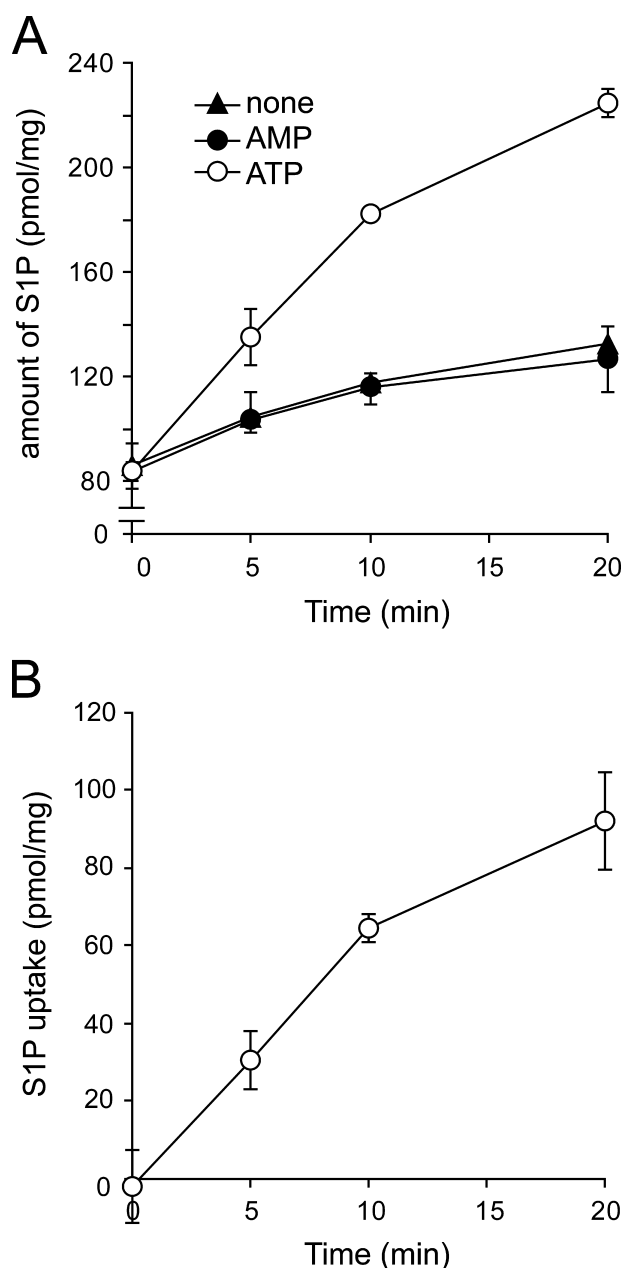 A
240
200
160
120
80
0
amount of S1P (pmol/mg)
none
AMP
ATP
0 5 10 15 20
Time (min)
B
120
100
80
60
40
20
0
S1P uptake (pmol/mg)
0 5 10 15 20
Time (min)